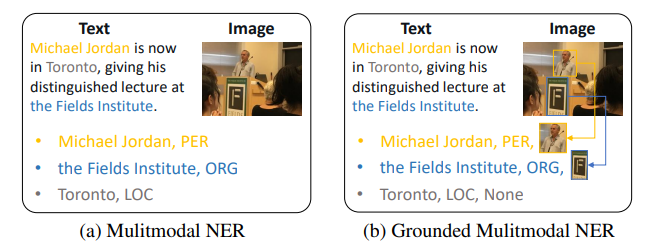 Text Image
Michael Jordan is now
in Toronto, giving his
distinguished lecture at
the Fields Institute.
• Michael Jordan, PER
• the Fields Institute, ORG
• Toronto, LOC
(a) Mulitmodal NER
Text Image
Michael Jordan is now
in Toronto, giving his
distinguished lecture at
the Fields Institute.
• Michael Jordan, PER,
• the Fields Institute, ORG,
• Toronto, LOC, None
(b) Grounded Mulitmodal NER